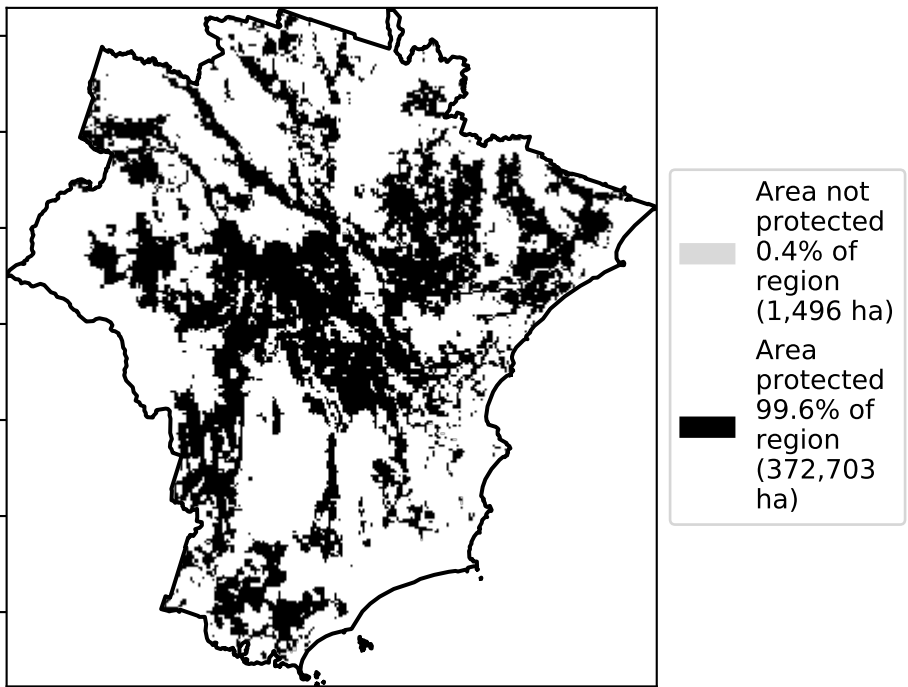 Area not
protected
0.4% of
region
(1,496 ha)
Area
protected
99.6% of
region
(372,703
ha)